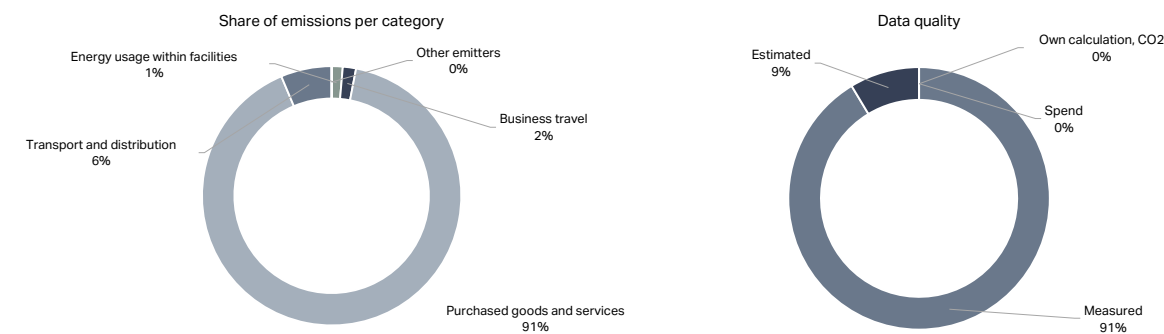 Share of emissions per category
Energy usage within facilities
1%
Other emitters
0%
Business travel
2%
Transport and distribution
6%
Purchased goods and services
91%
Data quality
Own calculation, CO2
0%
Estimated
9%
Spend
0%
Measured
91%